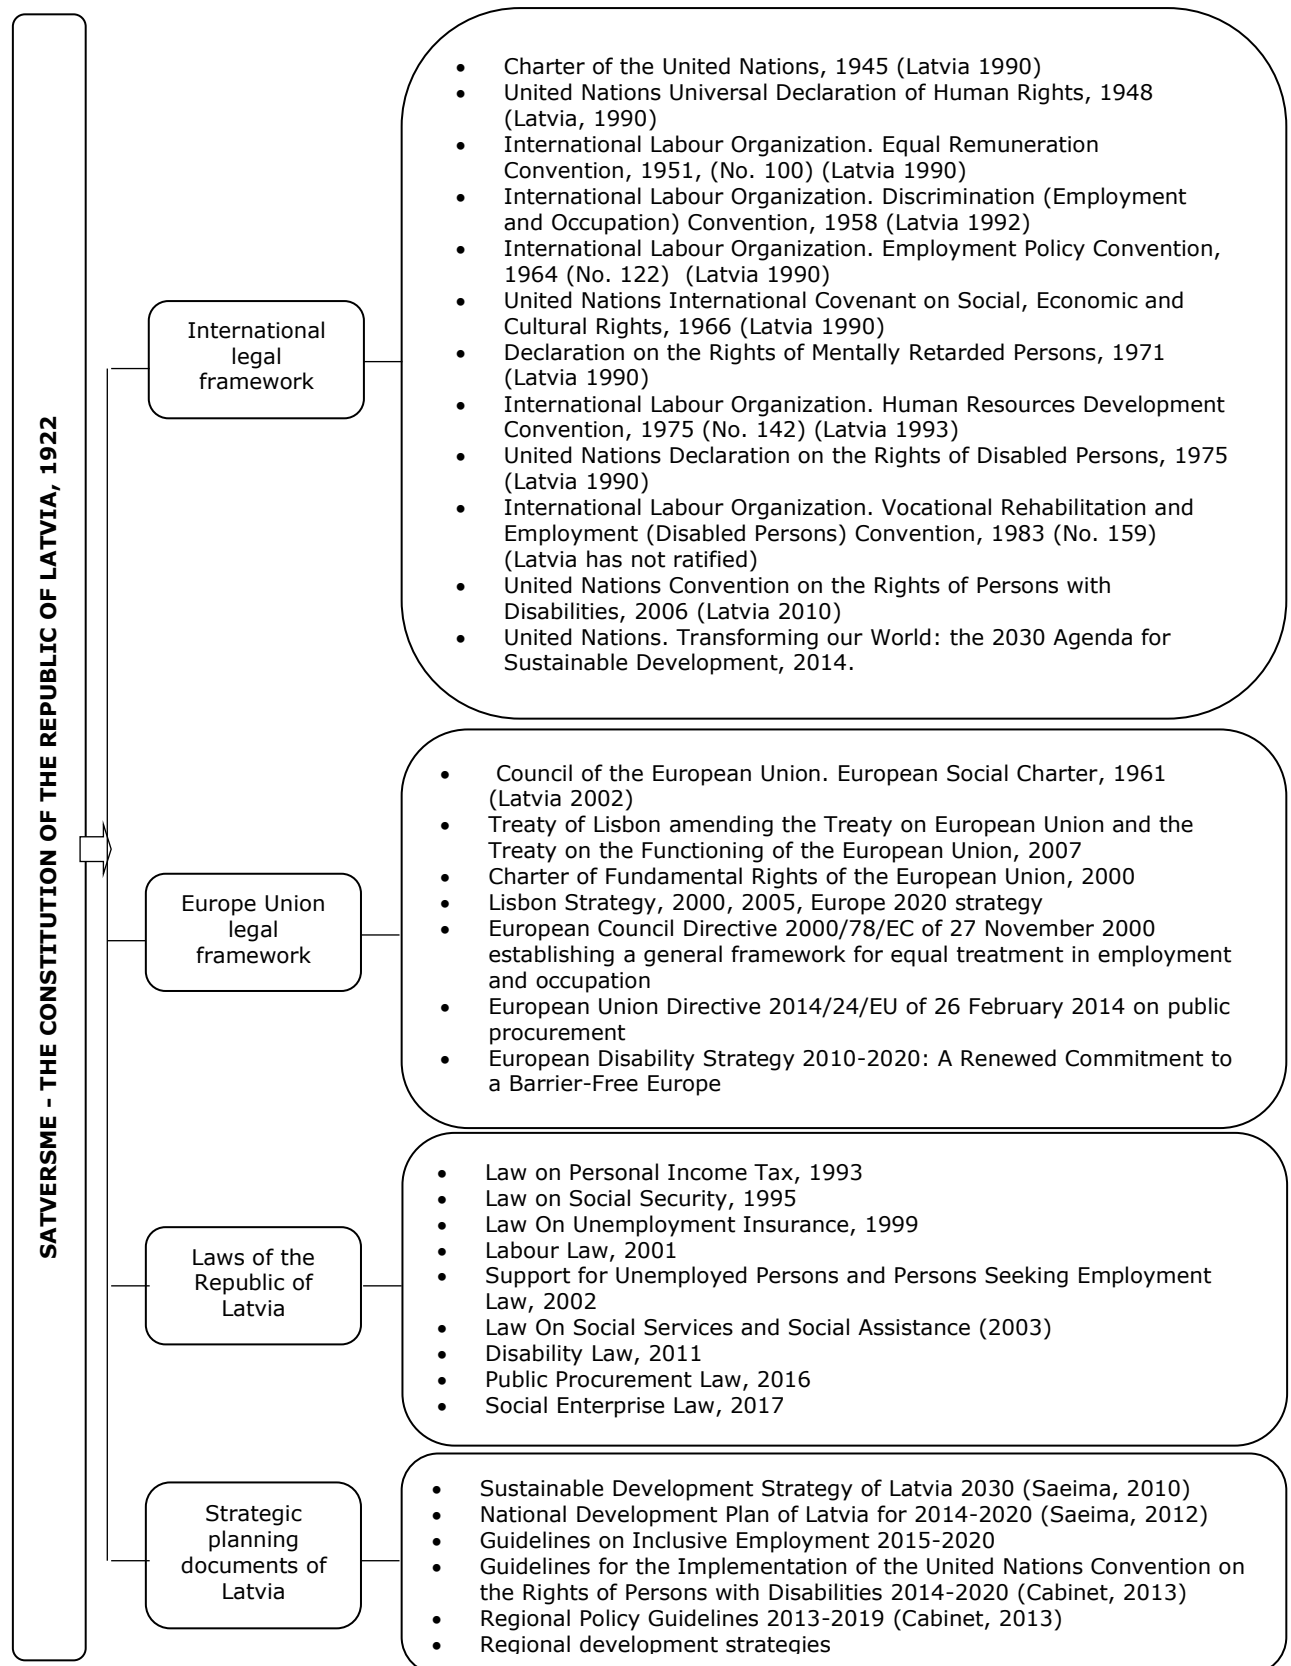 SATVERSME - THE CONSTITUTION OF THE REPUBLIC OF LATVIA, 1922
International
legal
framework
• Charter of the United Nations, 1945 (Latvia 1990)
• United Nations Universal Declaration of Human Rights, 1948
(Latvia, 1990)
• International Labour Organization. Equal Remuneration
Convention, 1951, (No. 100) (Latvia 1990)
• International Labour Organization. Discrimination (Employment
and Occupation) Convention, 1958 (Latvia 1992)
• International Labour Organization. Employment Policy Convention,
1964 (No. 122) (Latvia 1990)
• United Nations International Covenant on Social, Economic and
Cultural Rights, 1966 (Latvia 1990)
• Declaration on the Rights of Mentally Retarded Persons, 1971
(Latvia 1990)
• International Labour Organization. Human Resources Development
Convention, 1975 (No. 142) (Latvia 1993)
• United Nations Declaration on the Rights of Disabled Persons, 1975
(Latvia 1990)
• International Labour Organization. Vocational Rehabilitation and
Employment (Disabled Persons) Convention, 1983 (No. 159)
(Latvia has not ratified)
• United Nations Convention on the Rights of Persons with
Disabilities, 2006 (Latvia 2010)
• United Nations. Transforming our World: the 2030 Agenda for
Sustainable Development, 2014.
Europe Union
legal
framework
• Council of the European Union. European Social Charter, 1961
(Latvia 2002)
• Treaty of Lisbon amending the Treaty on European Union and the
Treaty on the Functioning of the European Union, 2007
• Charter of Fundamental Rights of the European Union, 2000
• Lisbon Strategy, 2000, 2005, Europe 2020 strategy
• European Council Directive 2000/78/EC of 27 November 2000
establishing a general framework for equal treatment in employment
and occupation
• European Union Directive 2014/24/EU of 26 February 2014 on public
procurement
• European Disability Strategy 2010-2020: A Renewed Commitment to
a Barrier-Free Europe
Laws of the
Republic of
Latvia
• Law on Personal Income Tax, 1993
• Law on Social Security, 1995
• Law On Unemployment Insurance, 1999
• Labour Law, 2001
• Support for Unemployed Persons and Persons Seeking Employment
Law, 2002
• Law On Social Services and Social Assistance (2003)
• Disability Law, 2011
• Public Procurement Law, 2016
• Social Enterprise Law, 2017
Strategic
planning
documents of
Latvia
• Sustainable Development Strategy of Latvia 2030 (Saeima, 2010)
• National Development Plan of Latvia for 2014-2020 (Saeima, 2012)
• Guidelines on Inclusive Employment 2015-2020
• Guidelines for the Implementation of the United Nations Convention on
the Rights of Persons with Disabilities 2014-2020 (Cabinet, 2013)
• Regional Policy Guidelines 2013-2019 (Cabinet, 2013)
• Regional development strategies